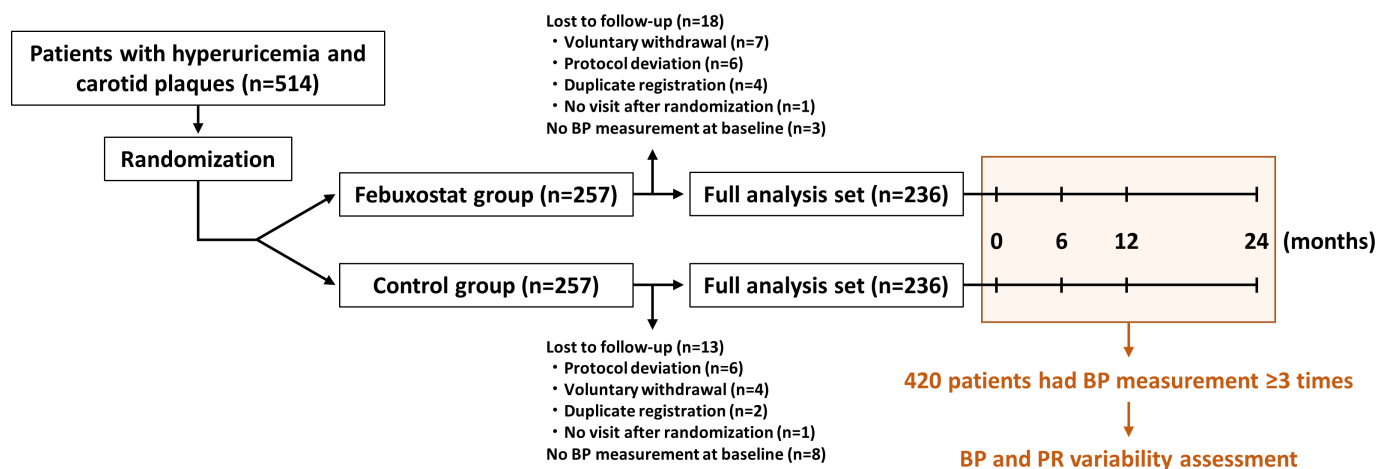 Patients with hyperuricemia and
carotid plaques (n=514)
Randomization
Lost to follow-up (n=18)
・Voluntary withdrawal (n=7)
・Protocol deviation (n=6)
・Duplicate registration (n=4)
・No visit after randomization (n=1)
No BP measurement at baseline (n=3)
Febuxostat group (n=257)
Full analysis set (n=236)
0 6 12 24 (months)
Control group (n=257)
Full analysis set (n=236)
Lost to follow-up (n=13)
・Protocol deviation (n=6)
・Voluntary withdrawal (n=4)
・Duplicate registration (n=2)
・No visit after randomization (n=1)
No BP measurement at baseline (n=8)
420 patients had BP measurement ≥3 times
BP and PR variability assessment